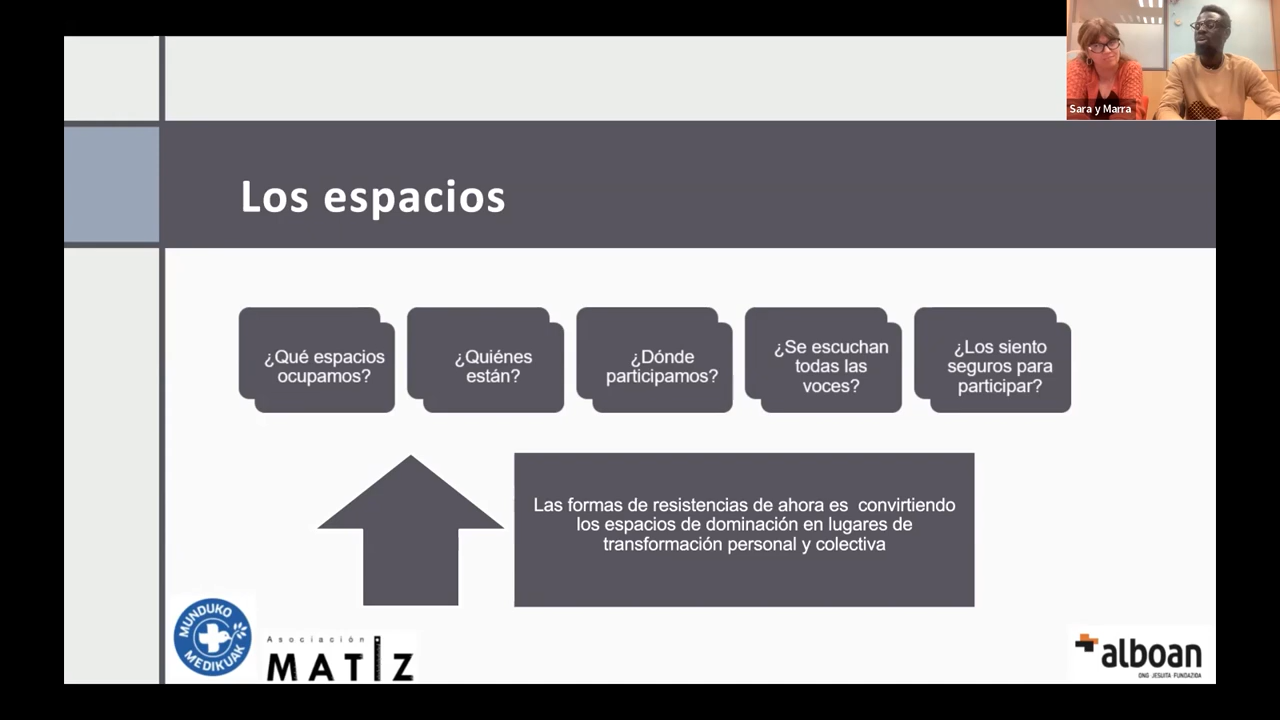 Sara y Marra
Los espacios
¿Qué espacios
ocupamos?
¿Quiénes
están?
¿Dónde
participamos?
¿Se escuchan
todas las
voces?
¿Los siento
seguros para
participar?
Las formas de resistencias de ahora es  convirtiendo
los espacios de dominación en lugares de
transformación personal y colectiva
MUNDUKO
MEDIKUAK
Asociación
MATIZ
alboan
ONG JESUITA FUNDAZIOA